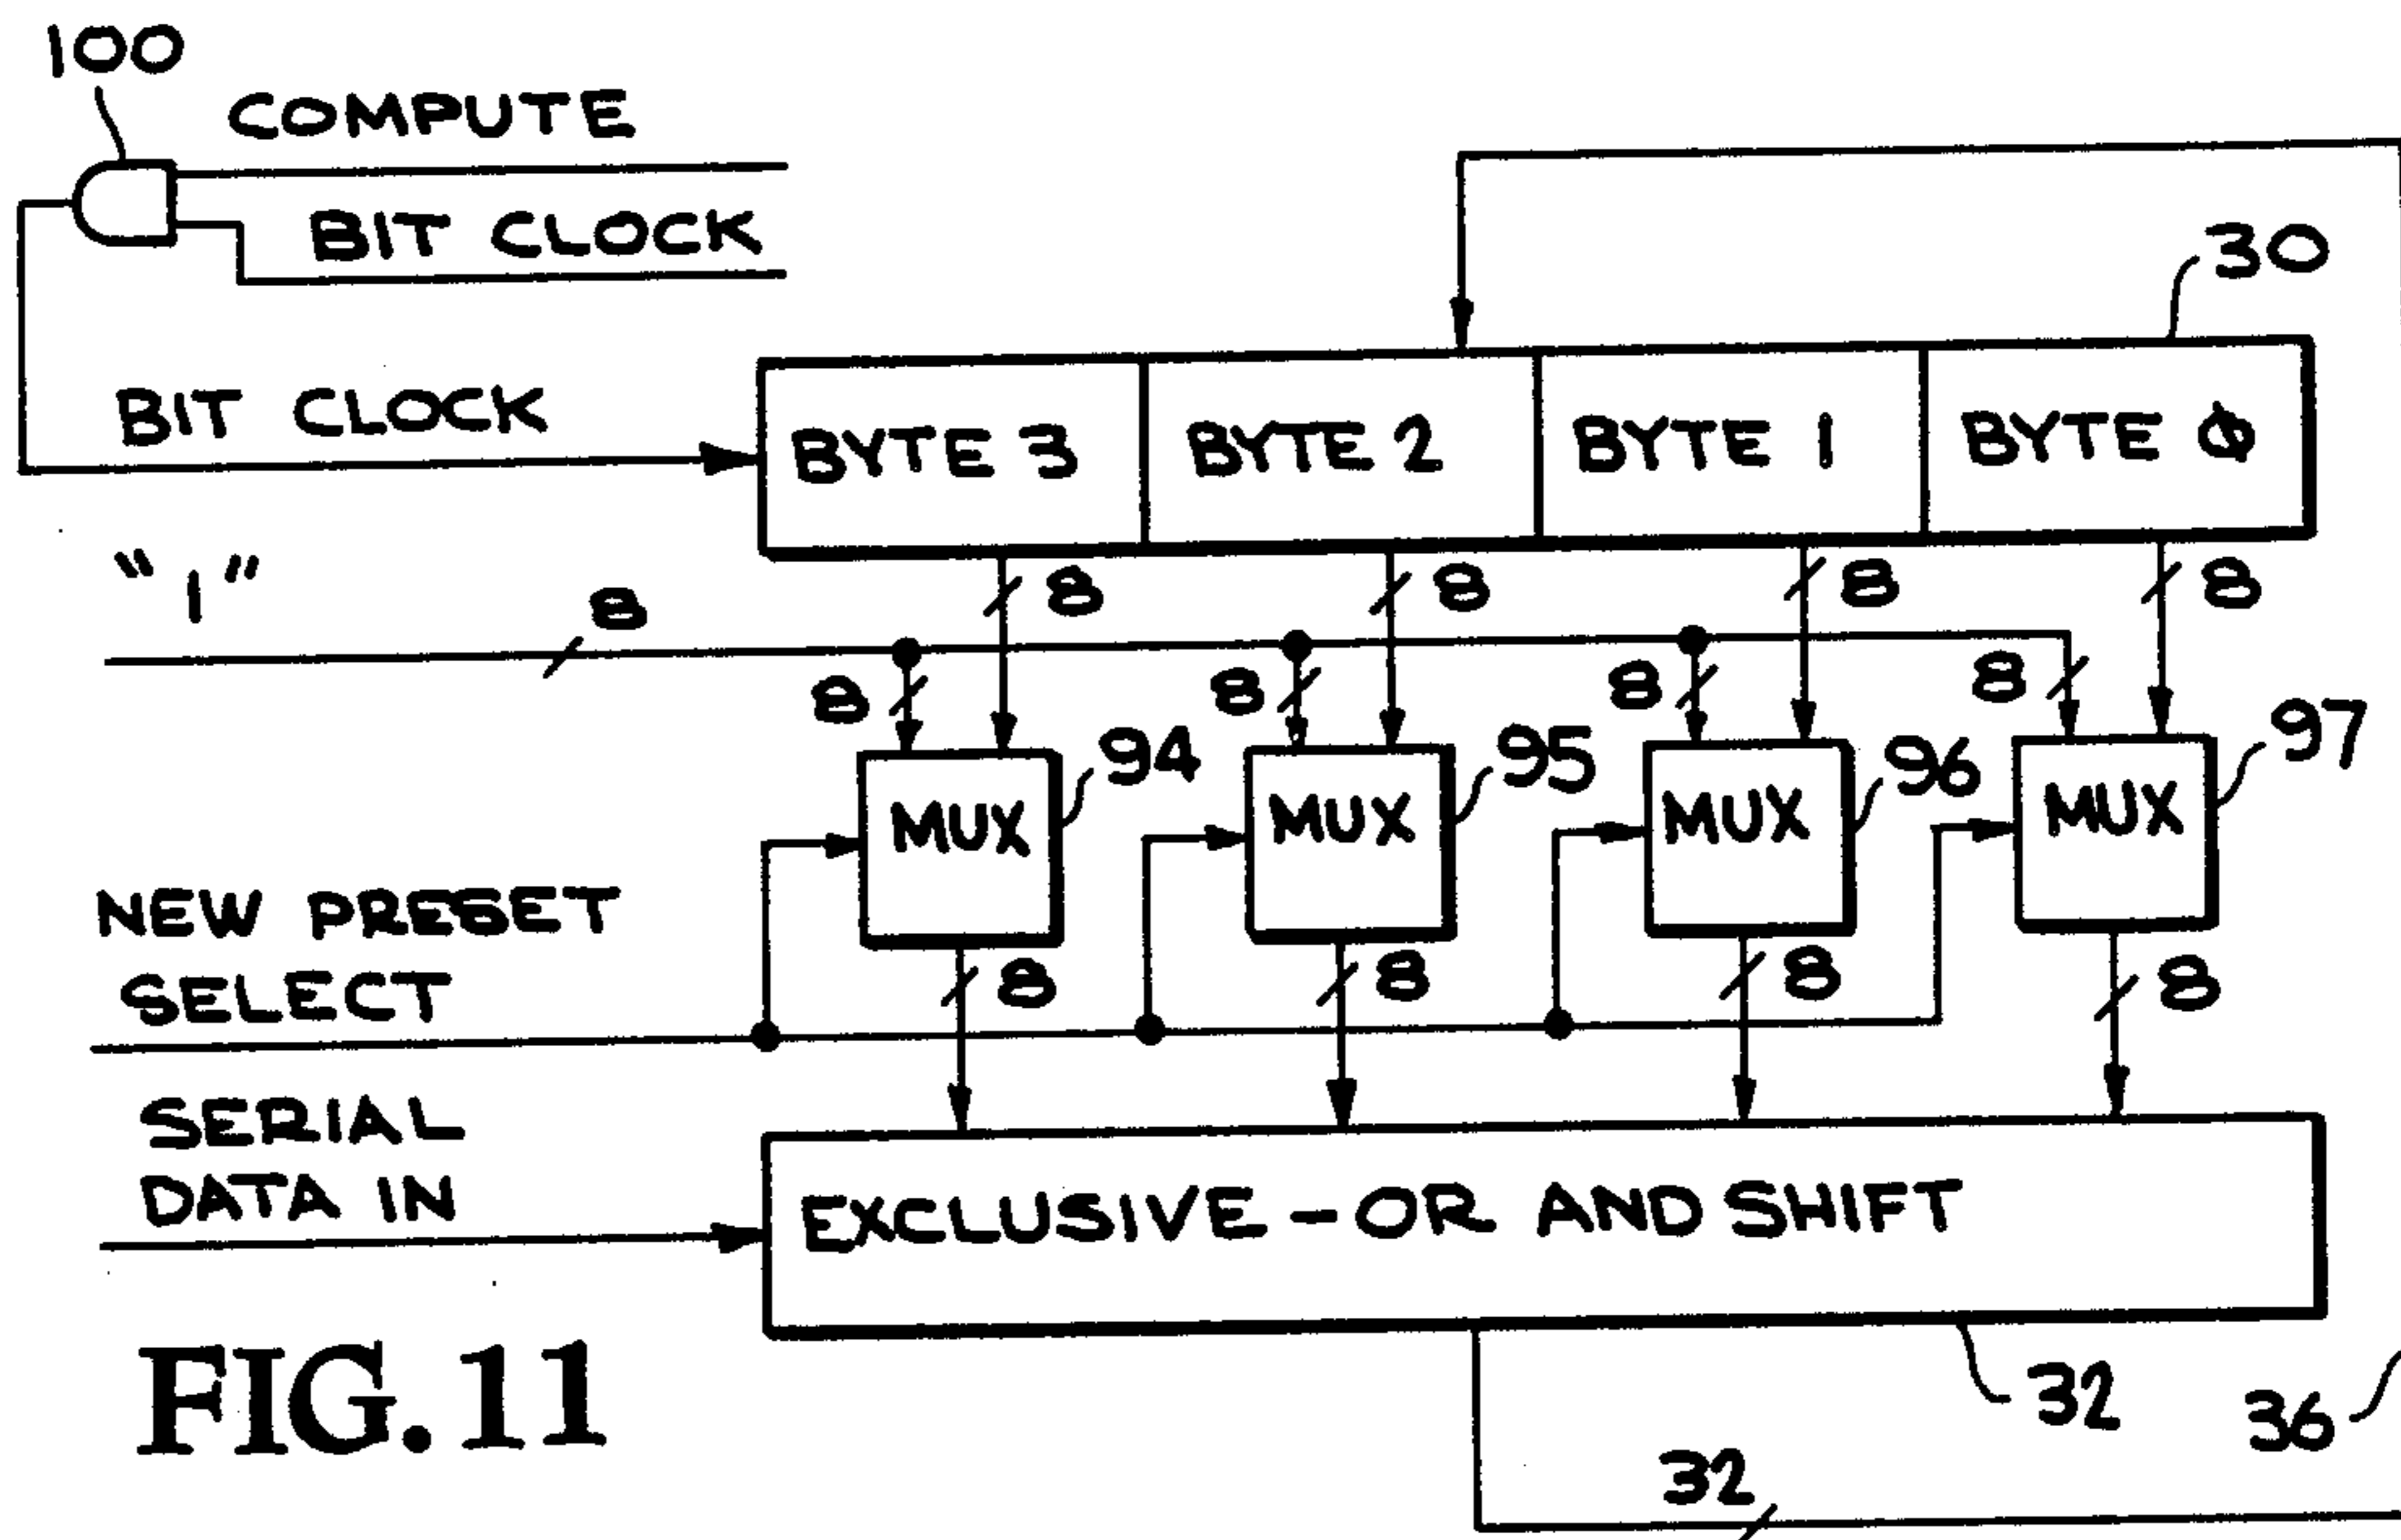 100
COMPUTE
BIT CLOCK
30
BIT CLOCK
BYTE 3
BYTE 2
BYTE 1
BYTE 0
"1"
8
8
8
8
8
8
8
8
8
94
95
96
97
MUX
MUX
MUX
MUX
NEW PRESET
SELECT
8
8
8
8
SERIAL
DATA IN
EXCLUSIVE-OR AND SHIFT
FIG.11
32
36
32